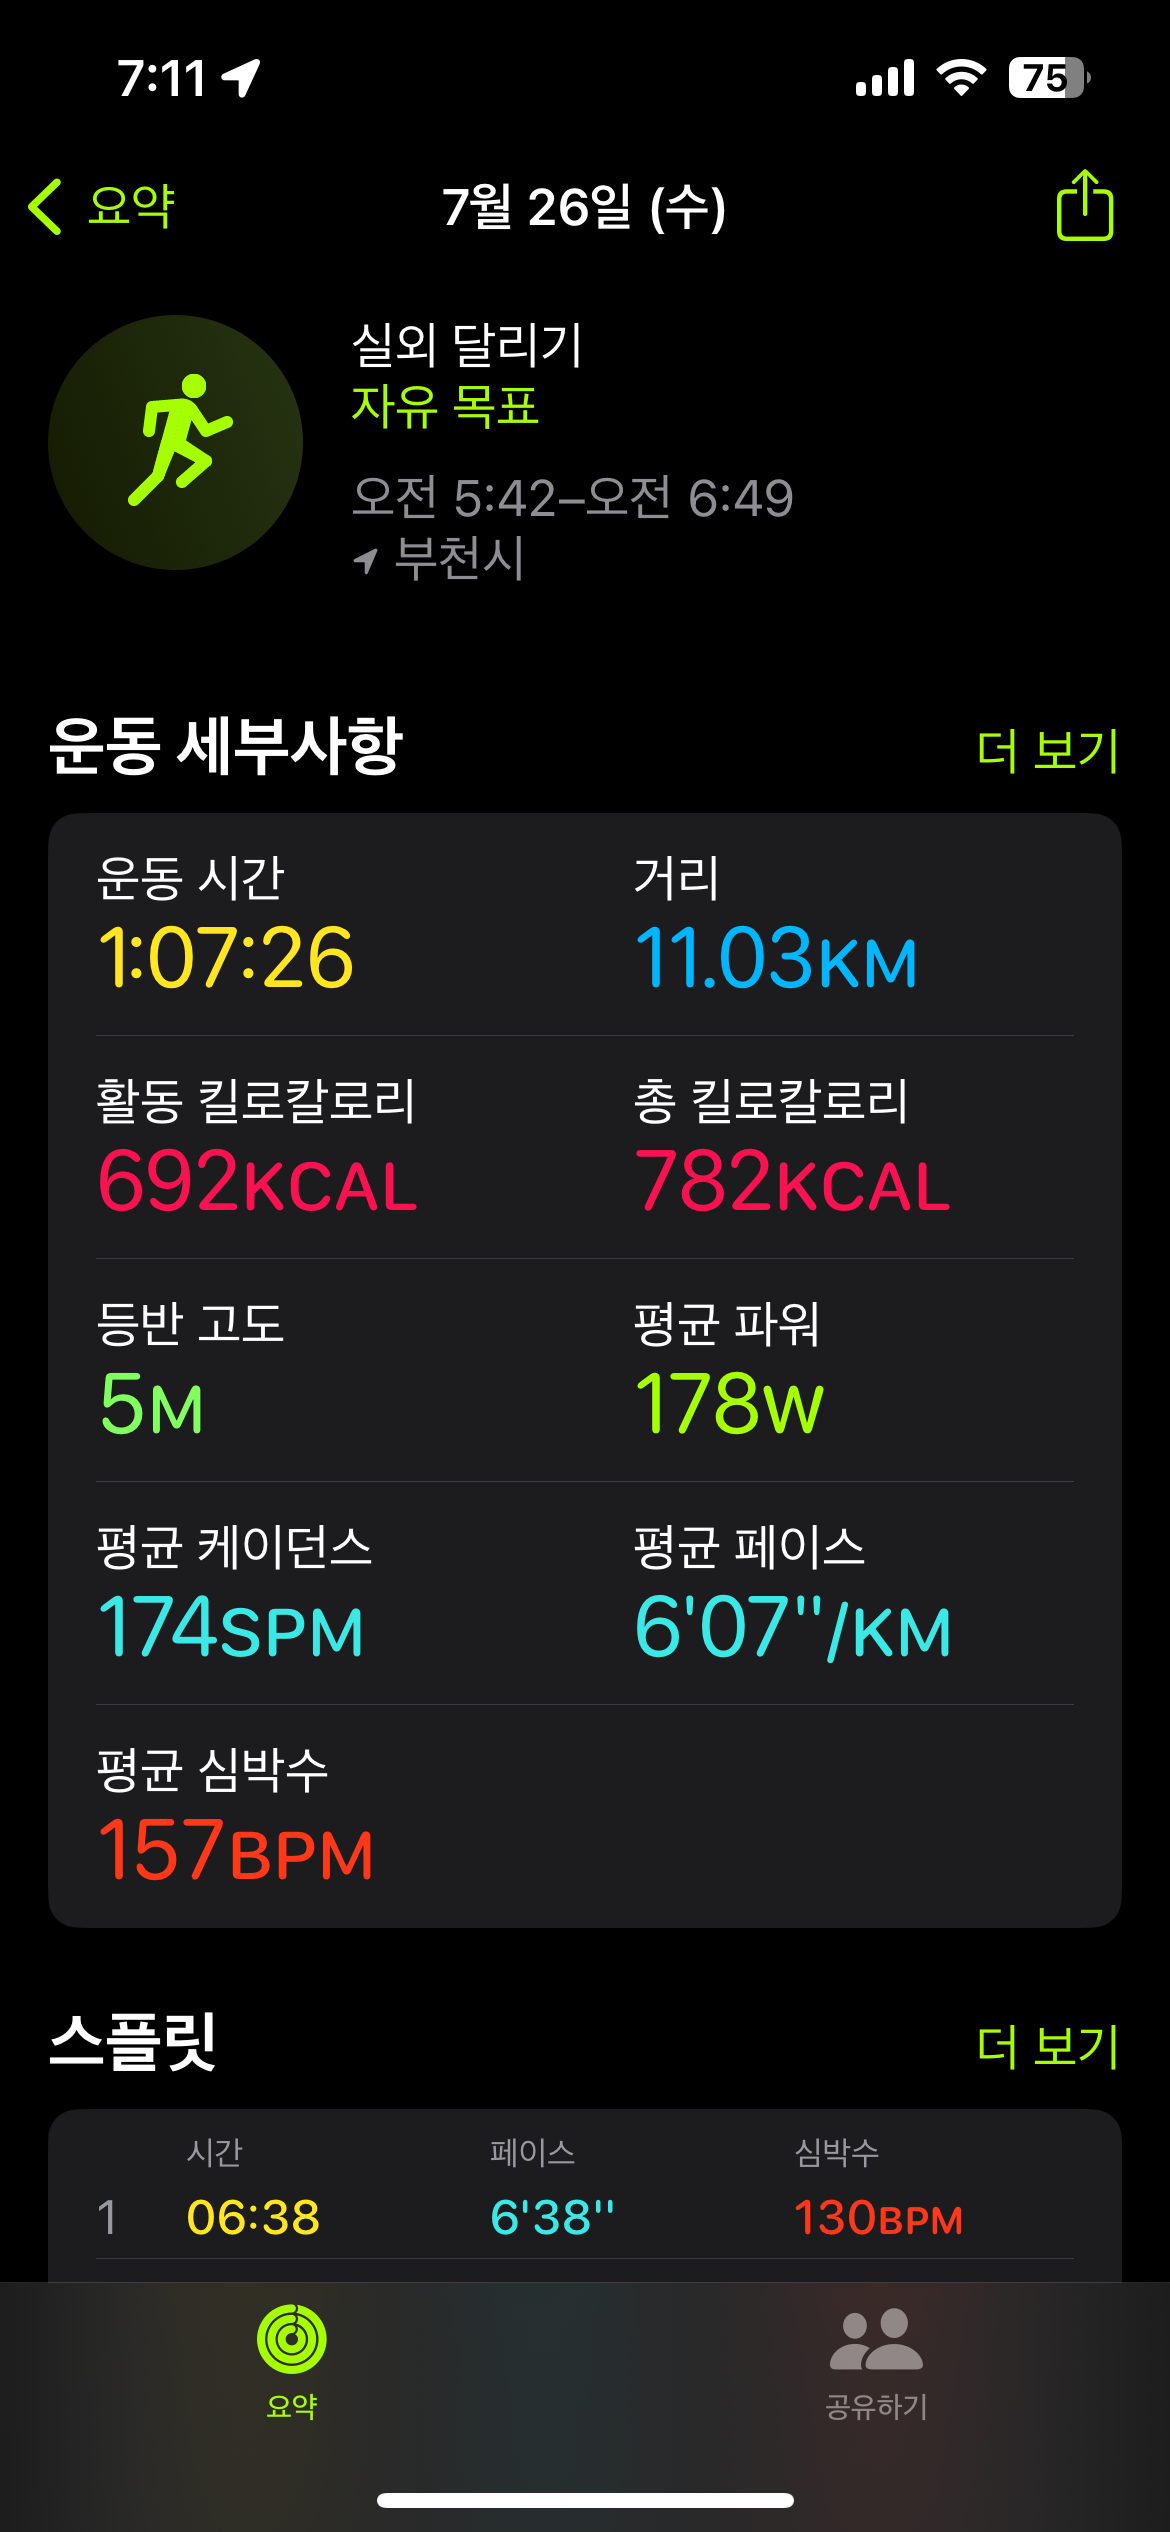 7:11
75
요약
7월 26일 (수)
실외 달리기
자유 목표
오전 5:42–오전 6:49
부천시
운동 세부사항
더 보기
운동 시간
거리
1:07:26
11.03KM
활동 킬로칼로리
총 킬로칼로리
692KCAL
782KCAL
등반 고도
평균 파워
5M
178W
평균 케이던스
평균 페이스
174SPM
6'07''/KM
평균 심박수
157BPM
스플릿
더 보기
시간
페이스
심박수
1
06:38
6'38''
130BPM
요약
공유하기